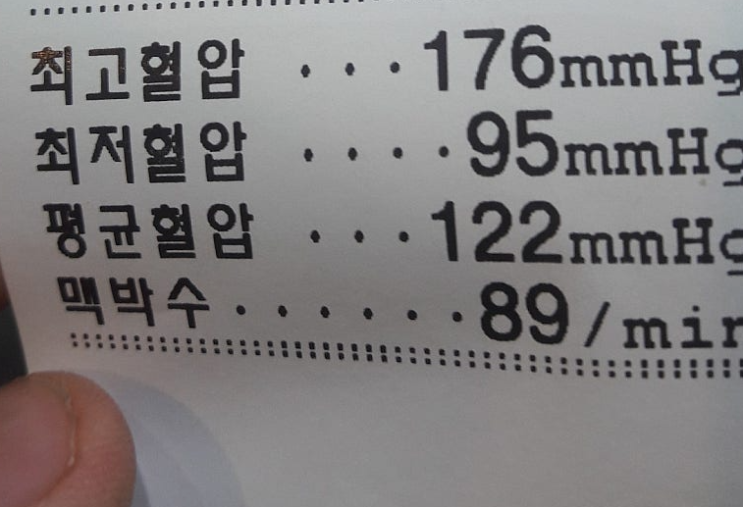 최고혈압 ···176mmHg
최저혈압 ····95mmHg
평균혈압 ···122mmHg
맥박수······89/min